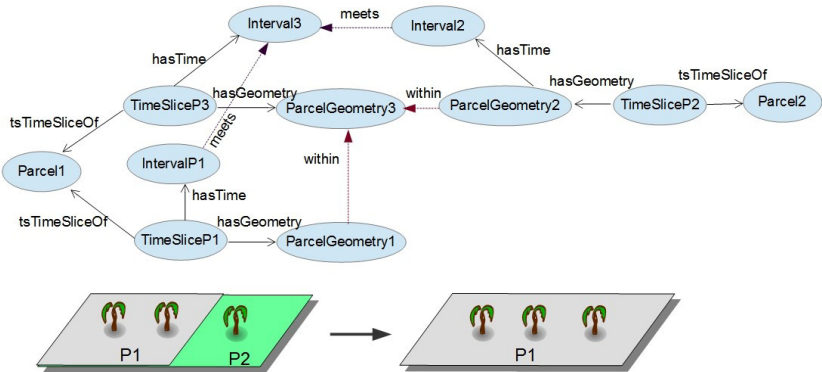 meets
Interval3
Interval2
hasTime
hasTime
hasGeometry
hasGeometry
tsTimeSliceOf
within
TimeSliceP3
ParcelGeometry3
ParcelGeometry2
TimeSliceP2
Parcel2
tsTimeSliceOf
meets
IntervalP1
within
Parcel1
hasTime
tsTimeSliceOf
hasGeometry
TimeSliceP1
ParcelGeometry1
P1
P2
P1